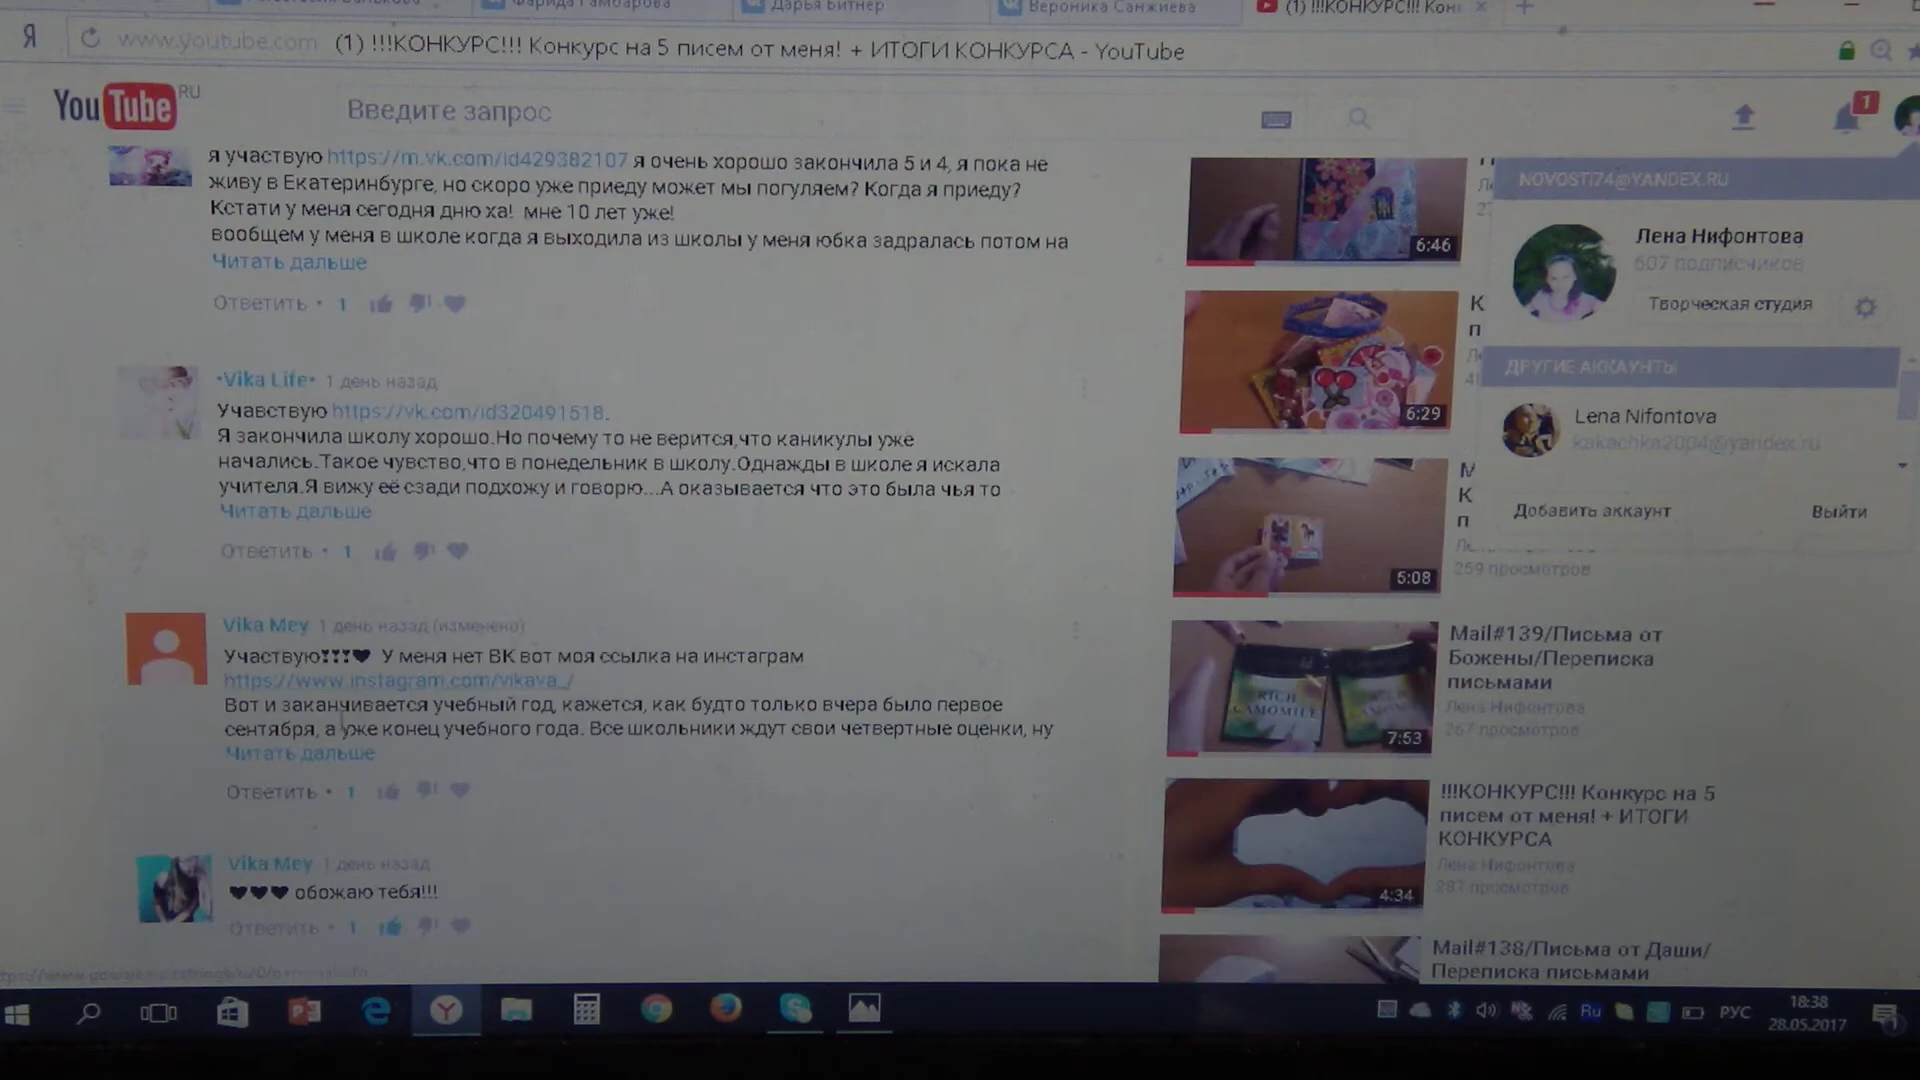 Фарида Гамбарова
Дарья Битнер
Вероника Санжиева
(1) !!!КОНКУРС!!! Кон
Я
www.youtube.com (1) !!!КОНКУРС!!! Конкурс на 5 писем от меня! + ИТОГИ КОНКУРСА - YouTube
YouTube RU
Введите запрос
1
я участвую https://m.vk.com/id429382107 я очень хорошо закончила 5 и 4, я пока не
живу в Екатеринбурге, но скоро уже приеду может мы погуляем? Когда я приеду?
Кстати у меня сегодня дню ха! мне 10 лет уже!
вообщем у меня в школе когда я выходила из школы у меня юбка задралась потом на
Читать дальше
Ответить • 1
•Vika Life• 1 день назад
Учавствую https://vk.com/id320491518.
Я закончила школу хорошо.Но почему то не верится,что каникулы уже
начались.Такое чувство,что в понедельник в школу.Однажды в школе я искала
учителя.Я вижу её сзади подхожу и говорю...А оказывается что это была чья то
Читать дальше
Ответить • 1
Vika Mey 1 день назад (изменено)
Участвую❣❣❣♥ У меня нет ВК вот моя ссылка на инстаграм
https://www.instagram.com/vikava_/
Вот и заканчивается учебный год, кажется, как будто только вчера было первое
сентября, а уже конец учебного года. Все школьники ждут свои четвертные оценки, ну
Читать дальше
Ответить • 1
Vika Mey 1 день назад
♥♥♥ обожаю тебя!!!
Ответить • 1
6:46
6:29
5:08
259 просмотров
RICH
CAMOMILE
7:53
Mail#139/Письма от
Божены/Переписка
письмами
Лена Нифонтова
267 просмотров
4:34
!!!КОНКУРС!!! Конкурс на 5
писем от меня! + ИТОГИ
КОНКУРСА
Лена Нифонтова
287 просмотров
Mail#138/Письма от Даши/
Переписка письмами
NOVOSTI74@YANDEX.RU
Лена Нифонтова
607 подписчиков
Творческая студия
ДРУГИЕ АККАУНТЫ
Lena Nifontova
kakachka2004@yandex.ru
Добавить аккаунт
Выйти
Ru
РУС
18:38
28.05.2017